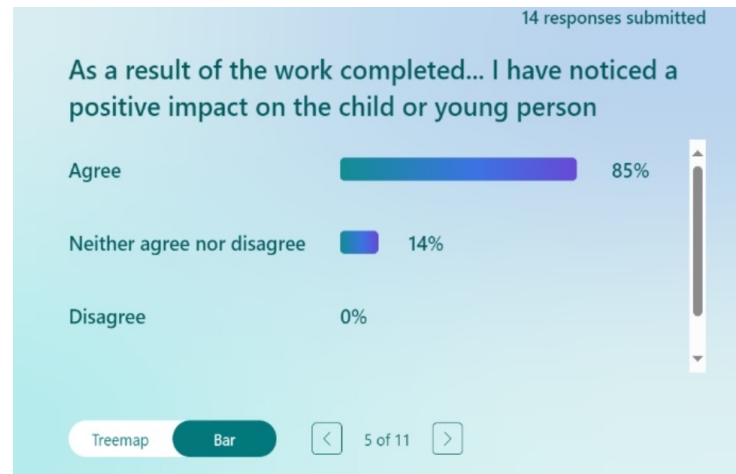 14 responses submitted
As a result of the work completed... I have noticed a
positive impact on the child or young person
Agree 85%
Neither agree nor disagree 14%
Disagree 0%
Treemap Bar 5 of 11